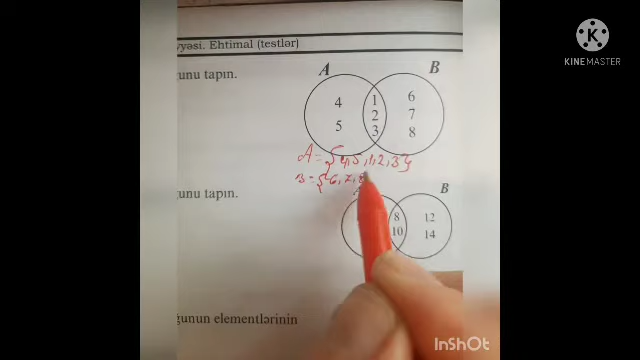 yyəsi. Ehtimal (testlər)
KINEMASTER
ğunu tapın.
A B
4 1 6
2 7
5 3 8
A = {4,5,1,2,3}
B = {6,7,8
ğunu tapın.
B
8 12
10 14
ğunun elementlərinin
InShOt